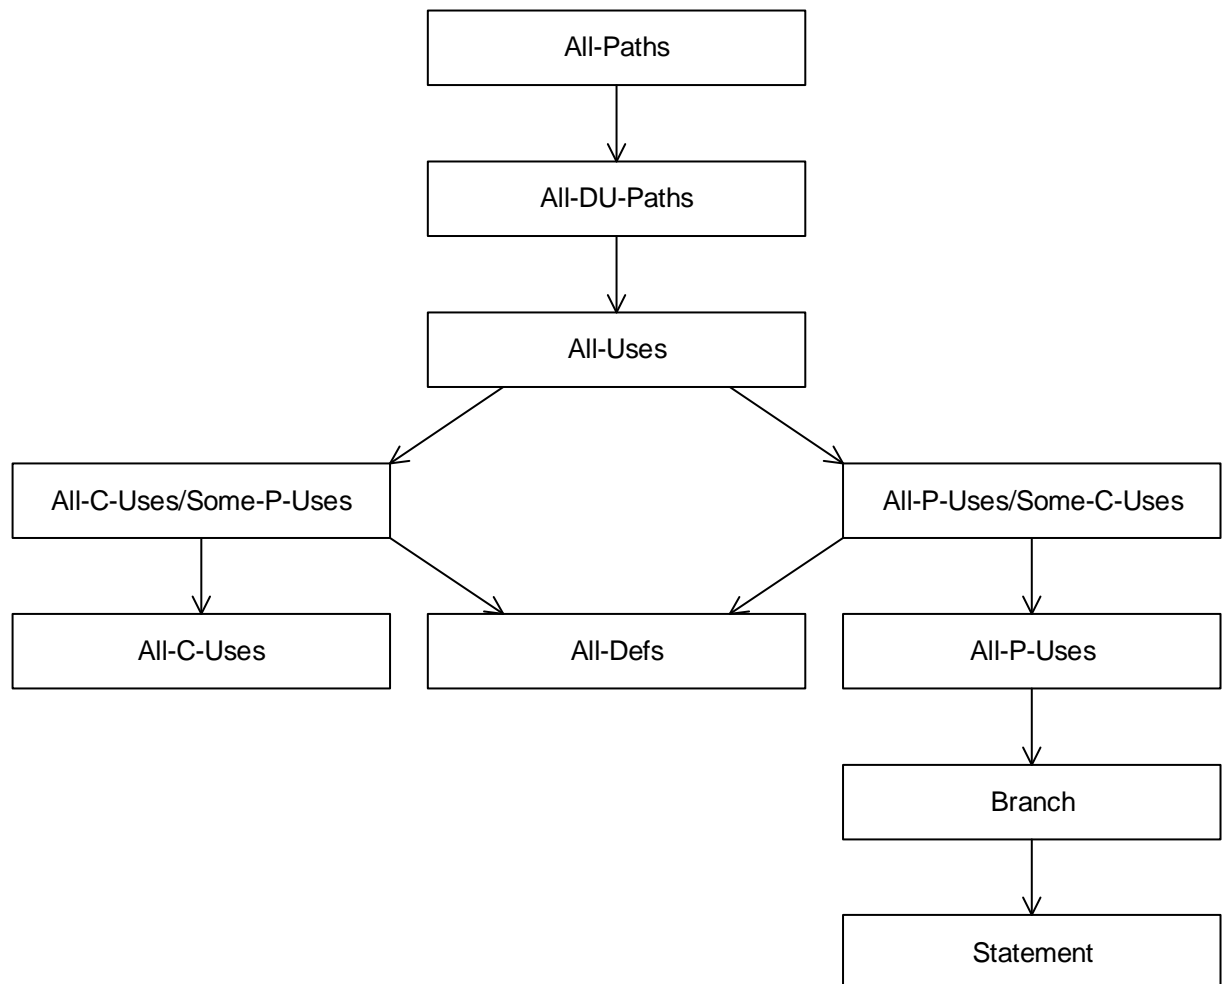 All-Paths
All-DU-Paths
All-Uses
All-C-Uses/Some-P-Uses
All-P-Uses/Some-C-Uses
All-C-Uses
All-Defs
All-P-Uses
Branch
Statement